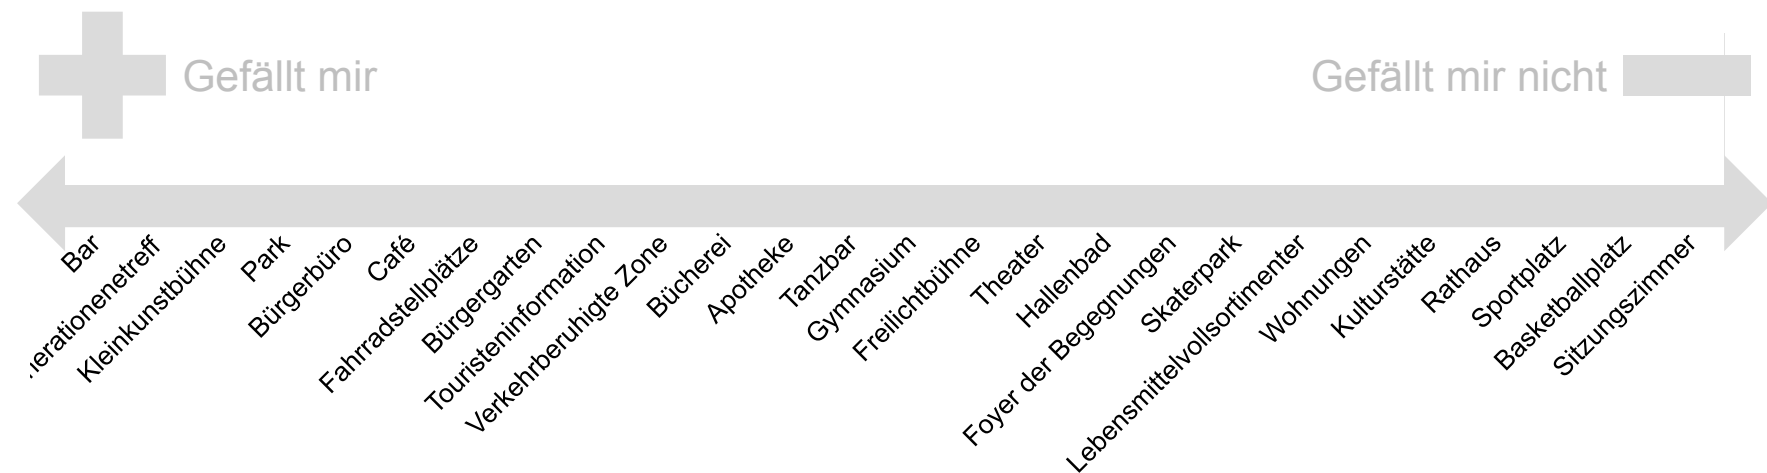 Gefällt mir
Gefällt mir nicht
Bar
nerationenetreff
Kleinkunstbühne
Park
Bürgerbüro
Café
Fahrradstellplätze
Bürgergarten
Touristeninformation
Verkehrberuhigte Zone
Bücherei
Apotheke
Tanzbar
Gymnasium
Freilichtbühne
Theater
Hallenbad
Foyer der Begegnungen
Skaterpark
Lebensmittelvollsortimenter
Wohnungen
Kulturstätte
Rathaus
Sportplatz
Basketballplatz
Sitzungszimmer